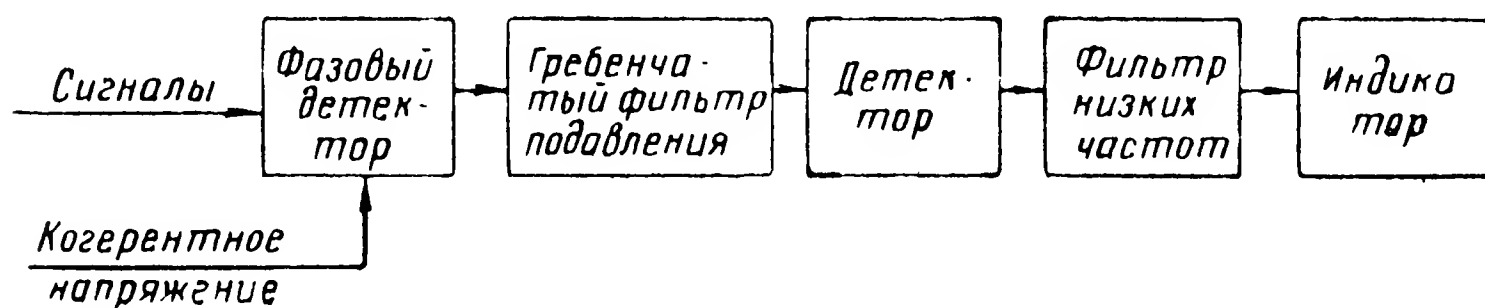 Сигналы
Фазовый
детек-
тор
Гребенча-
тый фильтр
подавления
Детек-
тор
Фильтр
низких
частот
Индика
тор
Когерентное
напряжение